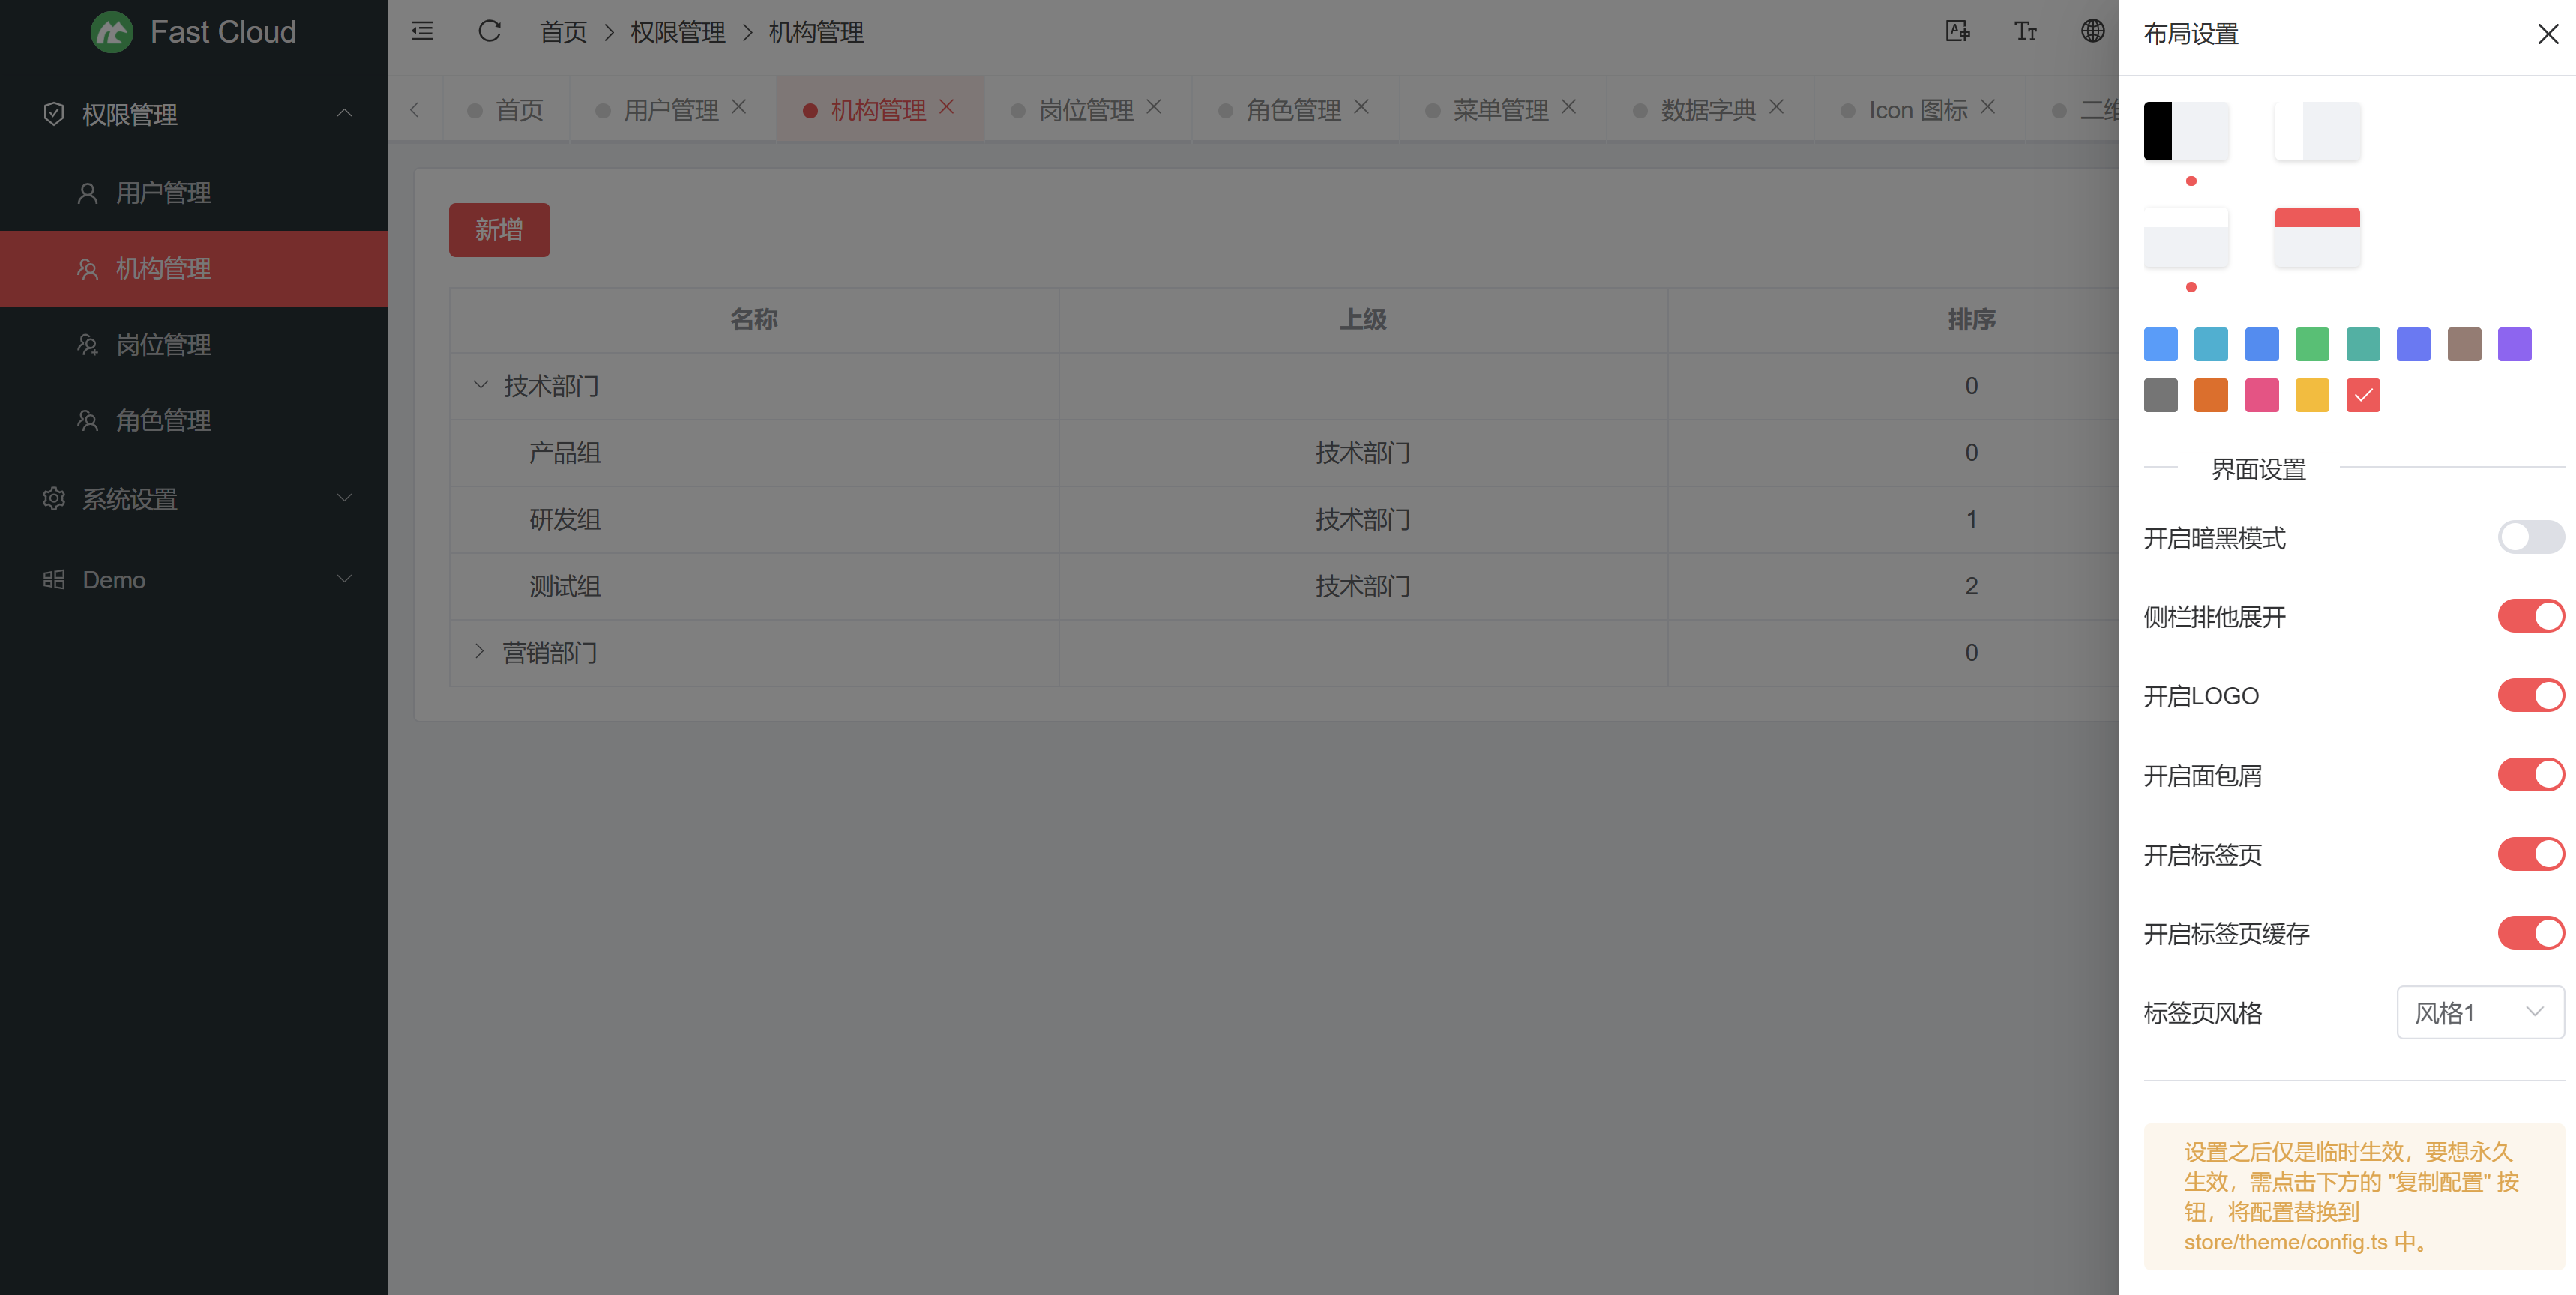 Fast Cloud
权限管理
用户管理
机构管理
岗位管理
角色管理
系统设置
Demo
首页 > 权限管理 > 机构管理
首页 用户管理 机构管理 岗位管理 角色管理 菜单管理 数据字典 Icon 图标
新增
名称 上级 排序
技术部门 0
产品组 技术部门 0
研发组 技术部门 1
测试组 技术部门 2
营销部门 0
布局设置
界面设置
开启暗黑模式
侧栏排他展开
开启LOGO
开启面包屑
开启标签页
开启标签页缓存
标签页风格 风格1
设置之后仅是临时生效，要想永久
生效，需点击下方的 "复制配置" 按
钮，将配置替换到
store/theme/config.ts 中。